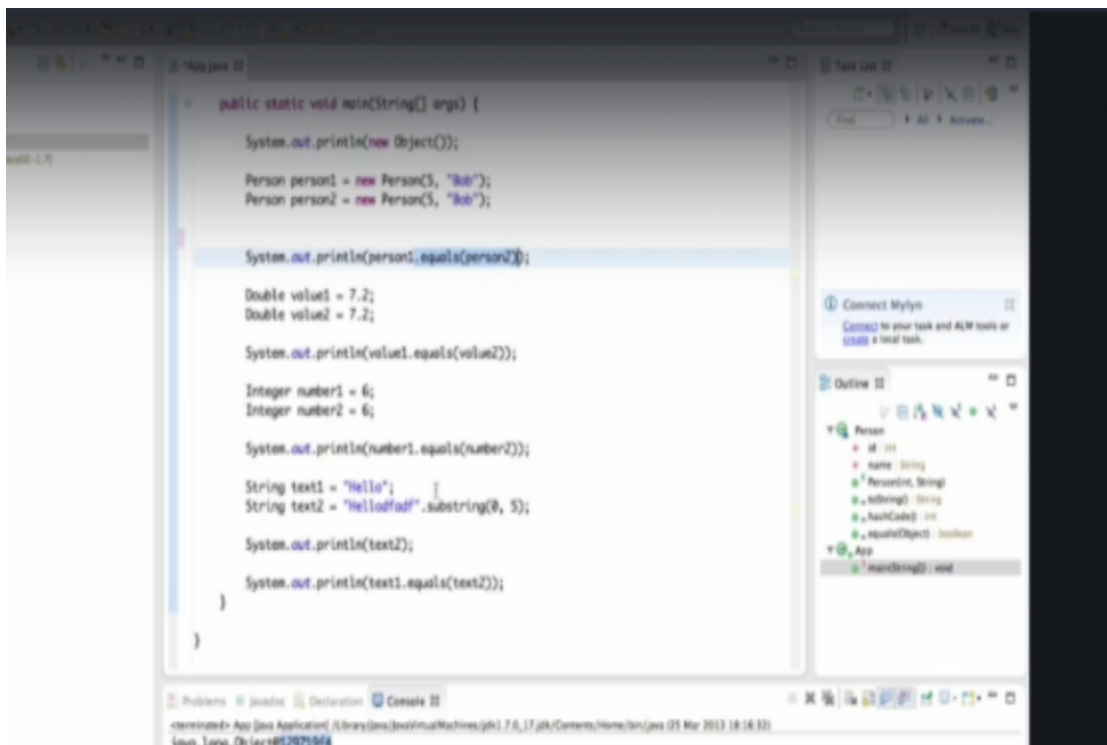 *App.java
public static void main(String[] args) {
System.out.println(new Object());
Person person1 = new Person(5, "Bob");
Person person2 = new Person(5, "Bob");
System.out.println(person1.equals(person2));
Double value1 = 7.2;
Double value2 = 7.2;
System.out.println(value1.equals(value2));
Integer number1 = 6;
Integer number2 = 6;
System.out.println(number1.equals(number2));
String text1 = "Hello";
String text2 = "Hellodfadf".substring(0, 5);
System.out.println(text2);
System.out.println(text1.equals(text2));
}
}
Task List
Find All Activate...
Connect Mylyn
Connect to your task and ALM tools or
create a local task.
Outline
Person
id : int
name : String
Person(int, String)
toString() : String
hashCode() : int
equals(Object) : boolean
App
main(String[]) : void
Problems Javadoc Declaration Console
<terminated> App [Java Application] /Library/Java/JavaVirtualMachines/jdk1.7.0_17.jdk/Contents/Home/bin/java (25 Mar 2013 18:16:32)